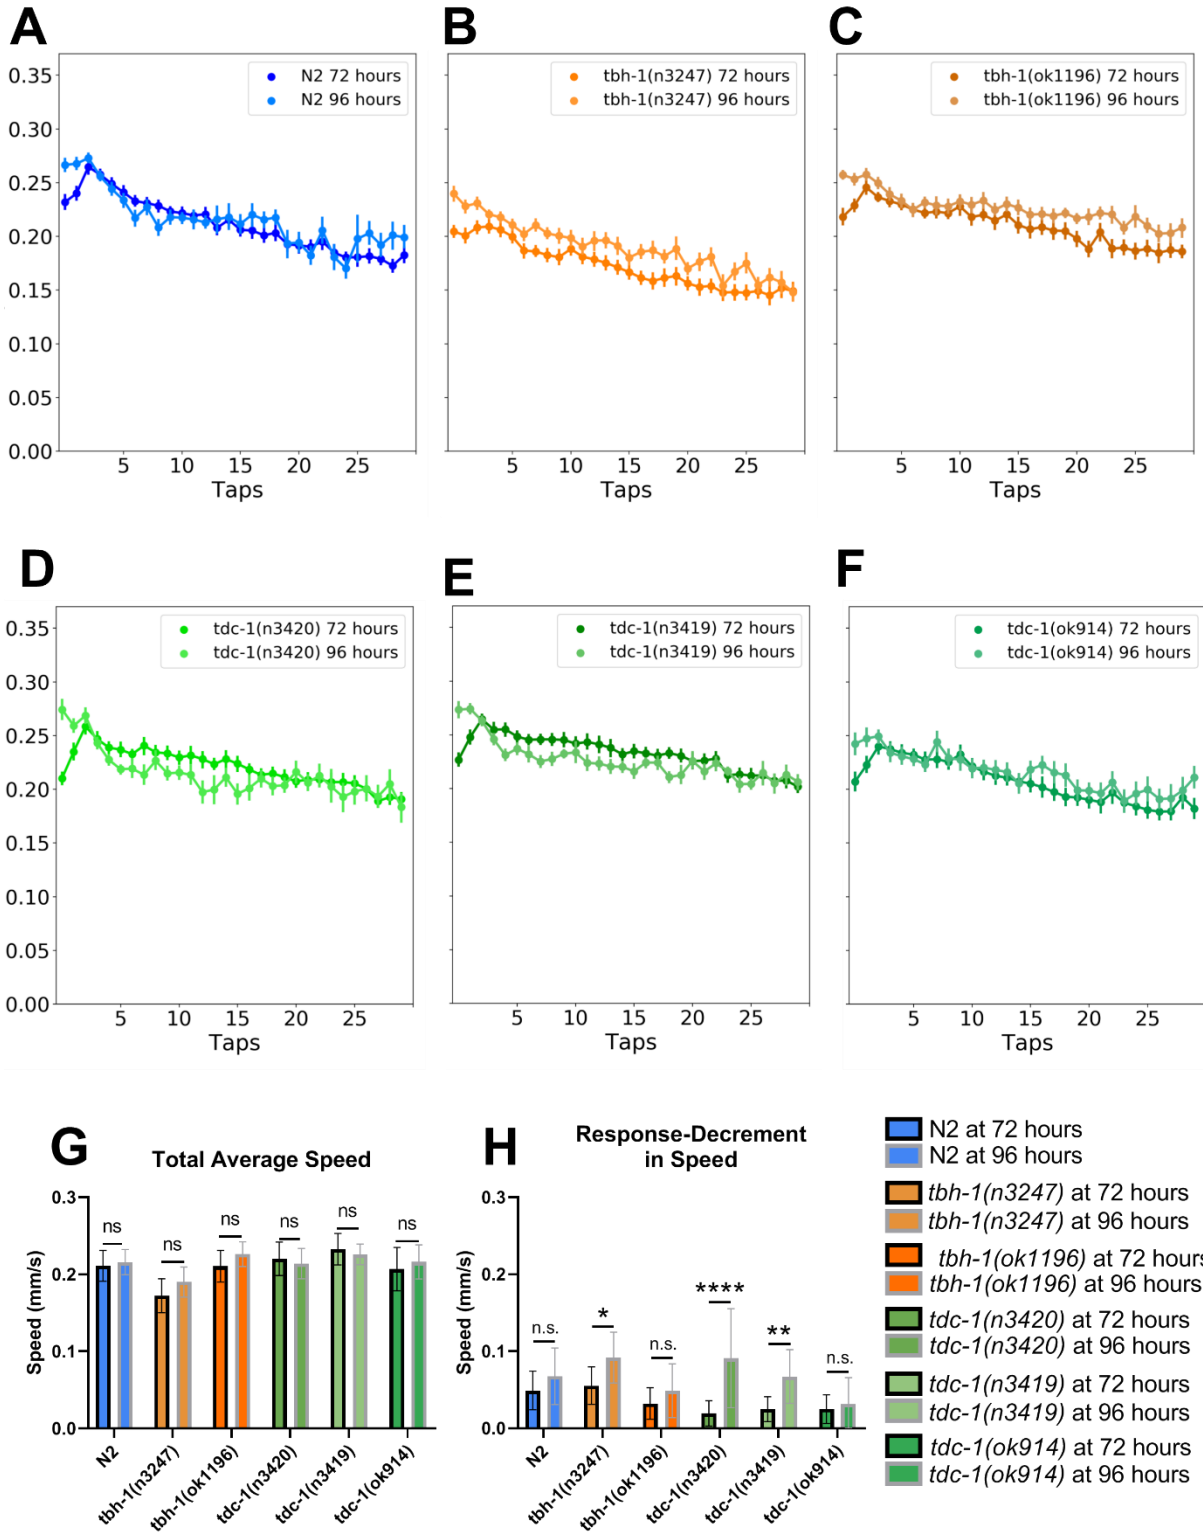 A
B
C
0.35
0.30
0.25
0.20
0.15
0.10
0.05
0.00
N2 72 hours
N2 96 hours
5 10 15 20 25
Taps
tbh-1(n3247) 72 hours
tbh-1(n3247) 96 hours
5 10 15 20 25
Taps
tbh-1(ok1196) 72 hours
tbh-1(ok1196) 96 hours
5 10 15 20 25
Taps
D
E
F
0.35
0.30
0.25
0.20
0.15
0.10
0.05
0.00
tdc-1(n3420) 72 hours
tdc-1(n3420) 96 hours
5 10 15 20 25
Taps
tdc-1(n3419) 72 hours
tdc-1(n3419) 96 hours
5 10 15 20 25
Taps
tdc-1(ok914) 72 hours
tdc-1(ok914) 96 hours
5 10 15 20 25
Taps
G
Total Average Speed
Speed (mm/s)
0.3
0.2
0.1
0.0
ns ns ns ns ns ns
N2
tbh-1(n3247)
tbh-1(ok1196)
tdc-1(n3420)
tdc-1(n3419)
tdc-1(ok914)
H
Response-Decrement
in Speed
Speed (mm/s)
0.3
0.2
0.1
0.0
n.s. * n.s. **** ** n.s.
N2
tbh-1(n3247)
tbh-1(ok1196)
tdc-1(n3420)
tdc-1(n3419)
tdc-1(ok914)
N2 at 72 hours
N2 at 96 hours
tbh-1(n3247) at 72 hours
tbh-1(n3247) at 96 hours
tbh-1(ok1196) at 72 hours
tbh-1(ok1196) at 96 hours
tdc-1(n3420) at 72 hours
tdc-1(n3420) at 96 hours
tdc-1(n3419) at 72 hours
tdc-1(n3419) at 96 hours
tdc-1(ok914) at 72 hours
tdc-1(ok914) at 96 hours